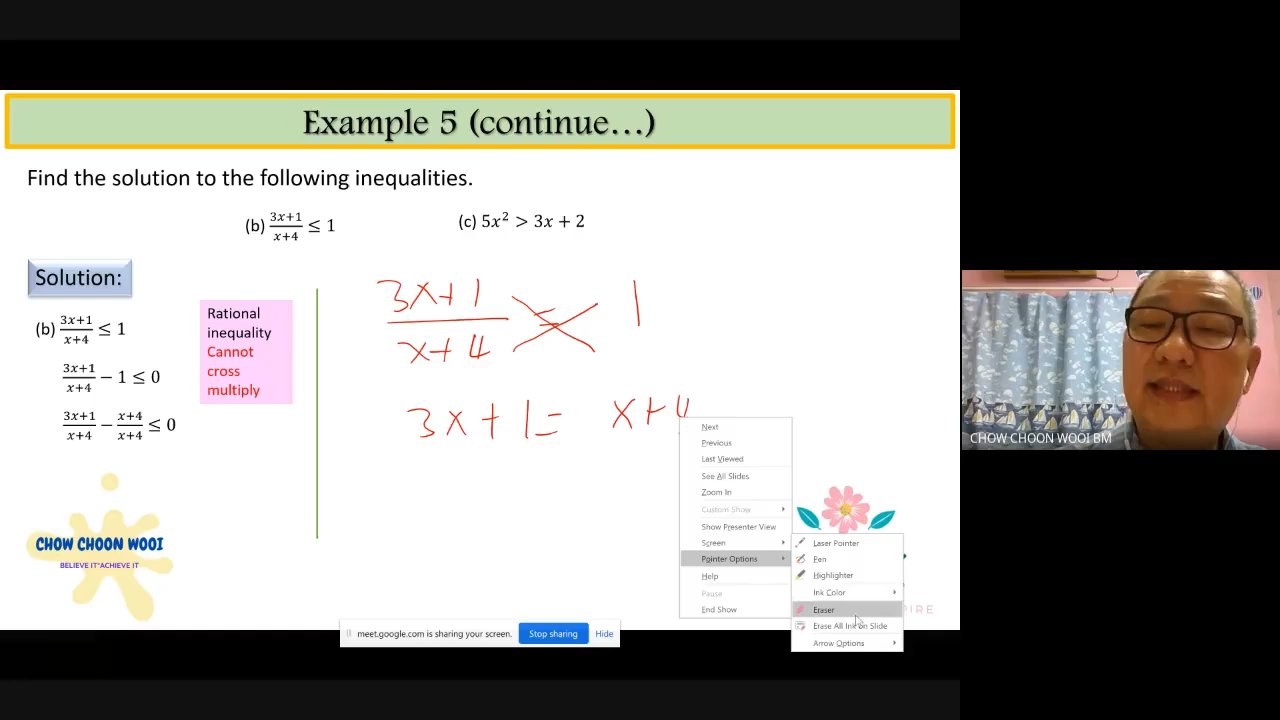 Example 5 (continue...)
Find the solution to the following inequalities.
(b) (3x+1)/(x+4) ≤ 1
(c) 5x² > 3x + 2
Solution:
(b) (3x+1)/(x+4) ≤ 1
(3x+1)/(x+4) − 1 ≤ 0
(3x+1)/(x+4) − (x+4)/(x+4) ≤ 0
Rational
inequality
Cannot
cross
multiply
(3x+1)/(x+4) = 1
3x + 1 = x+4
CHOW CHOON WOOI
BELIEVE IT"ACHIEVE IT
Next
Previous
Last Viewed
See All Slides
Zoom In
Custom Show
Show Presenter View
Screen
Pointer Options
Help
Pause
End Show
Laser Pointer
Pen
Highlighter
Ink Color
Eraser
Erase All Ink on Slide
Arrow Options
meet.google.com is sharing your screen.
Stop sharing
Hide
CHOW CHOON WOOI BM